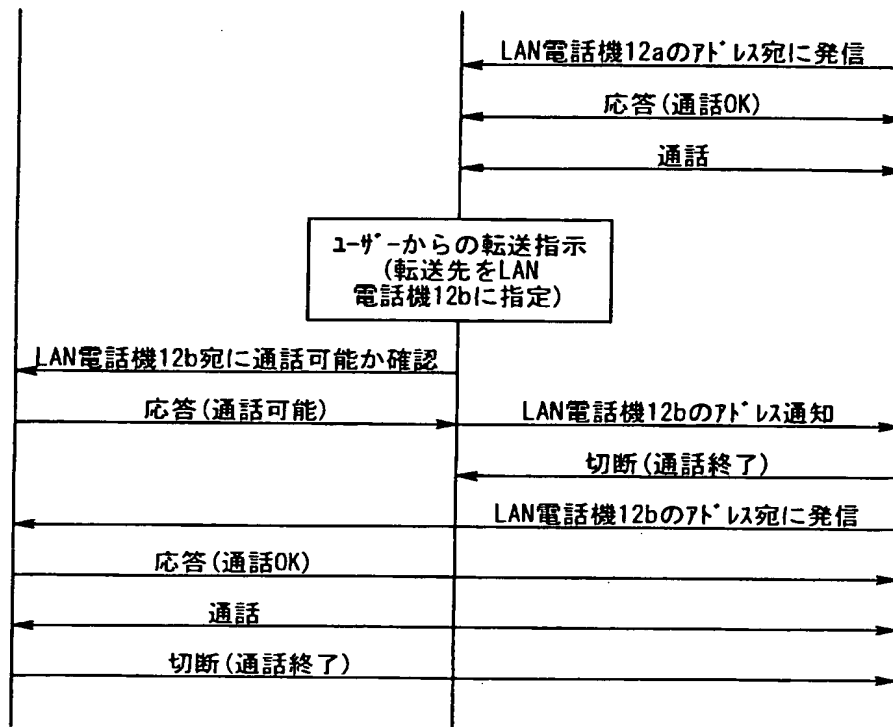 LAN電話機12aのｱﾄﾞﾚｽ宛に発信
応答(通話OK)
通話
ﾕｰｻﾞｰからの転送指示
(転送先をLAN
電話機12bに指定)
LAN電話機12b宛に通話可能か確認
応答(通話可能)
LAN電話機12bのｱﾄﾞﾚｽ通知
切断(通話終了)
LAN電話機12bのｱﾄﾞﾚｽ宛に発信
応答(通話OK)
通話
切断(通話終了)